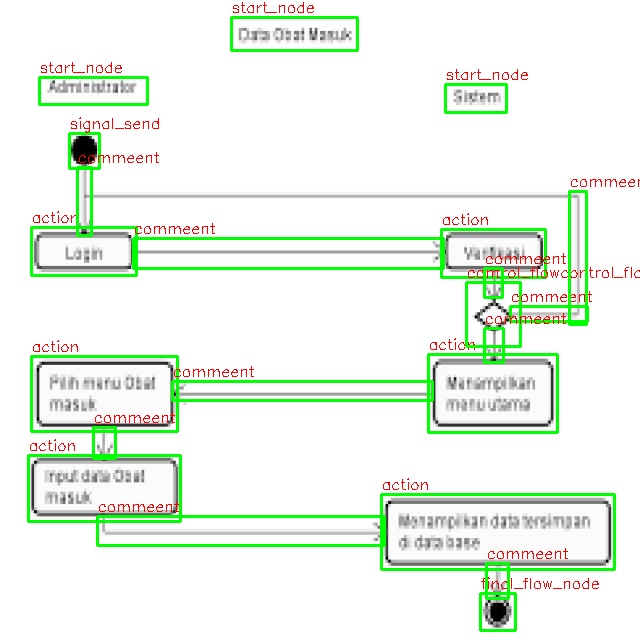 start_node
Data Obat Masuk
start_node
Administrator
start_node
Sistem
signal_send
commeent
commeent
action
Login
commeent
action
Verifikasi
commeent
control_flow
control_flo
commeent
commeent
action
Pilih menu Obat
masuk
commeent
action
Menampilkan
menu utama
commeent
action
Input data Obat
masuk
commeent
action
Menampilkan data tersimpan
di data base
commeent
final_flow_node